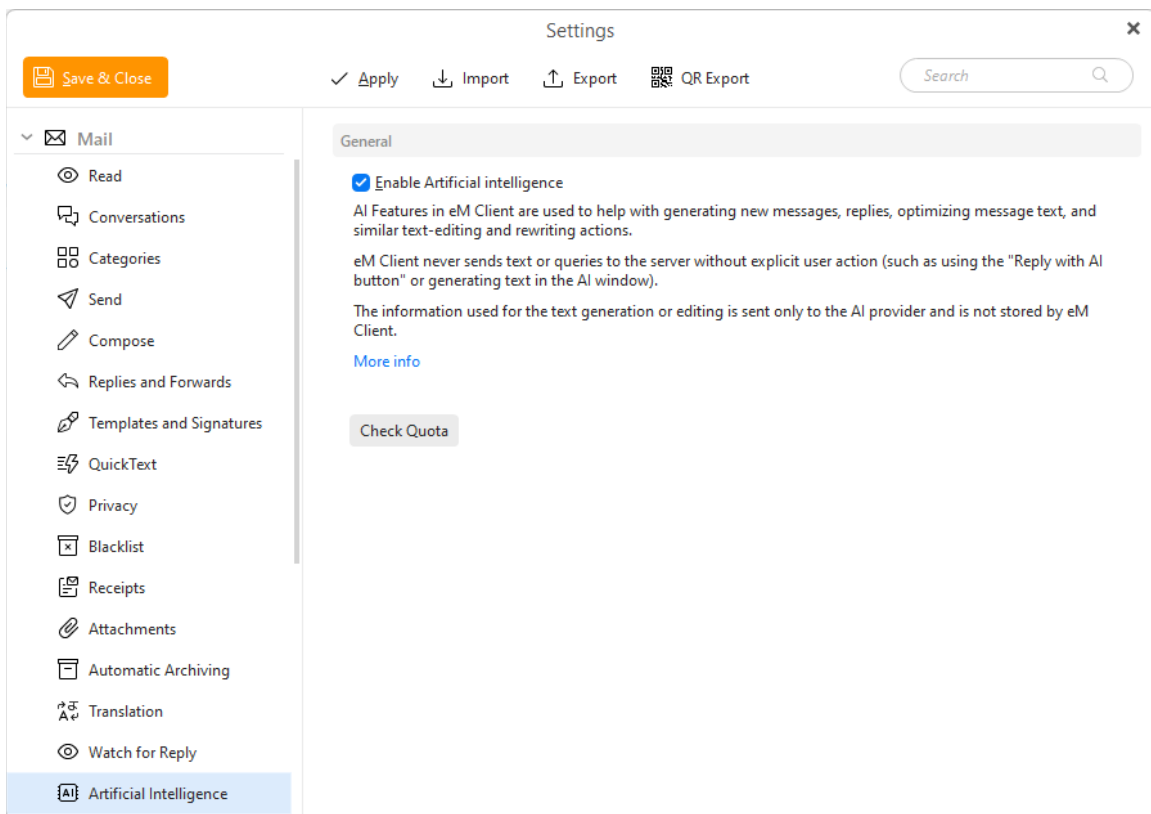 Settings
Save & Close
Apply
Import
Export
QR Export
Search
Mail
Read
Conversations
Categories
Send
Compose
Replies and Forwards
Templates and Signatures
QuickText
Privacy
Blacklist
Receipts
Attachments
Automatic Archiving
Translation
Watch for Reply
AI Artificial Intelligence
General
Enable Artificial intelligence
AI Features in eM Client are used to help with generating new messages, replies, optimizing message text, and
similar text-editing and rewriting actions.
eM Client never sends text or queries to the server without explicit user action (such as using the "Reply with AI
button" or generating text in the AI window).
The information used for the text generation or editing is sent only to the AI provider and is not stored by eM
Client.
More info
Check Quota